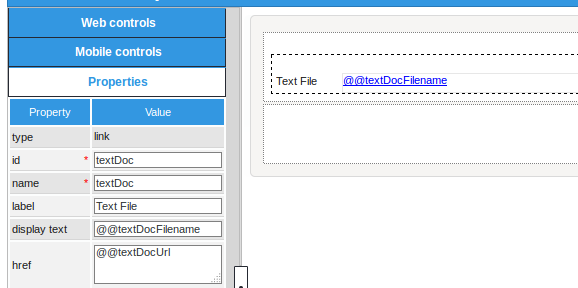 Web controls
Mobile controls
Properties
Property Value
type link
id * textDoc
name * textDoc
label Text File
display text @@textDocFilename
href @@textDocUrl
Text File @@textDocFilename